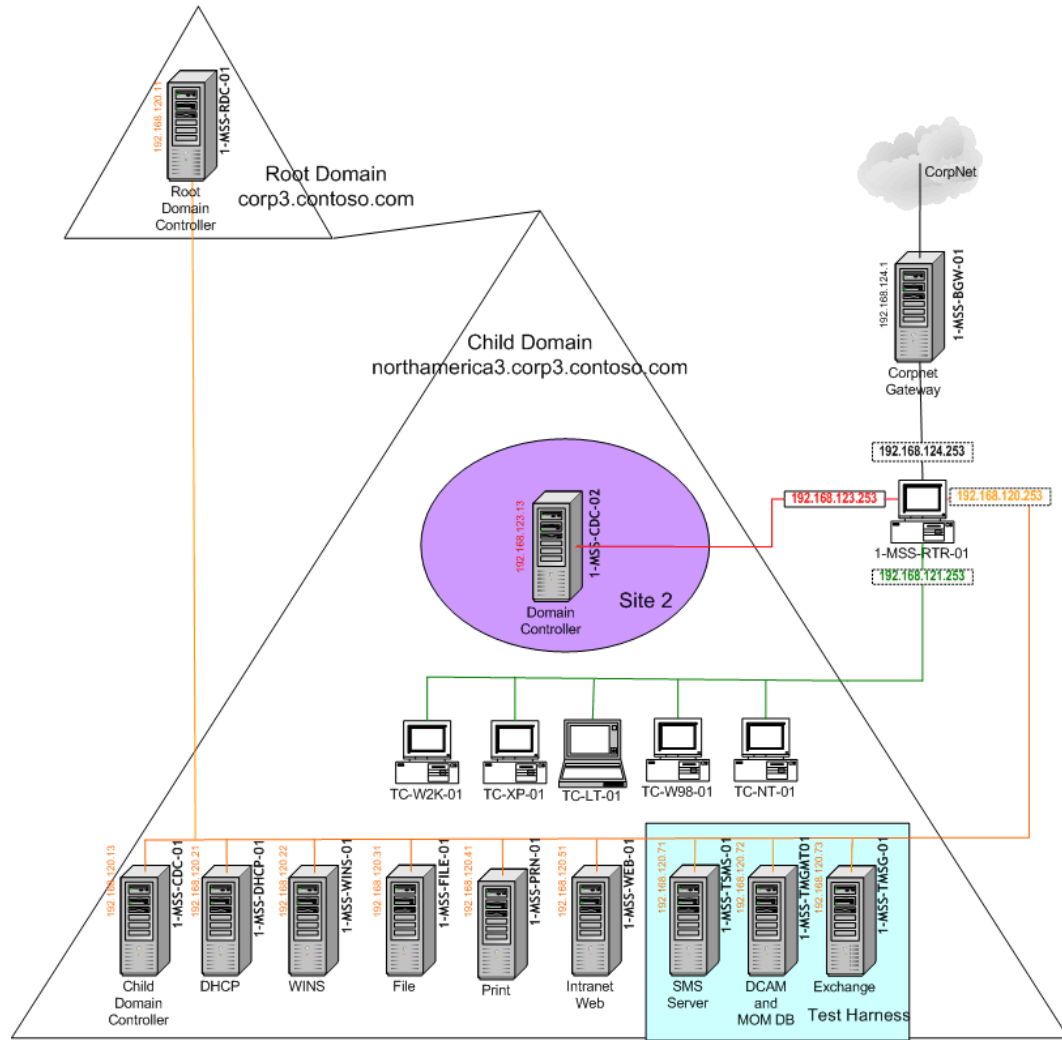 192.168.120.11
1-MSS-RDC-01
Root
Domain
Controller
Root Domain
corp3.contoso.com
CorpNet
192.168.124.1
1-MSS-BGW-01
Corpnet
Gateway
Child Domain
northamerica3.corp3.contoso.com
192.168.124.253
192.168.123.253
192.168.120.253
1-MSS-RTR-01
192.168.121.253
192.168.123.13
1-MSS-CDC-02
Site 2
Domain
Controller
TC-W2K-01
TC-XP-01
TC-LT-01
TC-W98-01
TC-NT-01
192.168.120.13
1-MSS-CDC-01
Child
Domain
Controller
192.168.120.21
1-MSS-DHCP-01
DHCP
192.168.120.22
1-MSS-WINS-01
WINS
192.168.120.31
1-MSS-FILE-01
File
192.168.120.41
1-MSS-PRN-01
Print
192.168.120.51
1-MSS-WEB-01
Intranet
Web
192.168.120.71
1-MSS-TSMS-01
SMS
Server
192.168.120.72
1-MSS-TMGMT01
DCAM
and
MOM DB
192.168.120.73
1-MSS-TMSG-01
Exchange
Test Harness